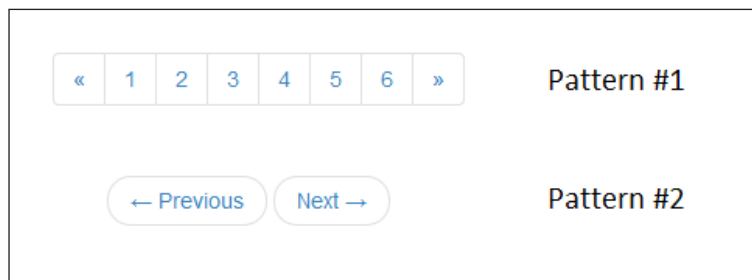 « 1 2 3 4 5 6 » Pattern #1
← Previous Next → Pattern #2